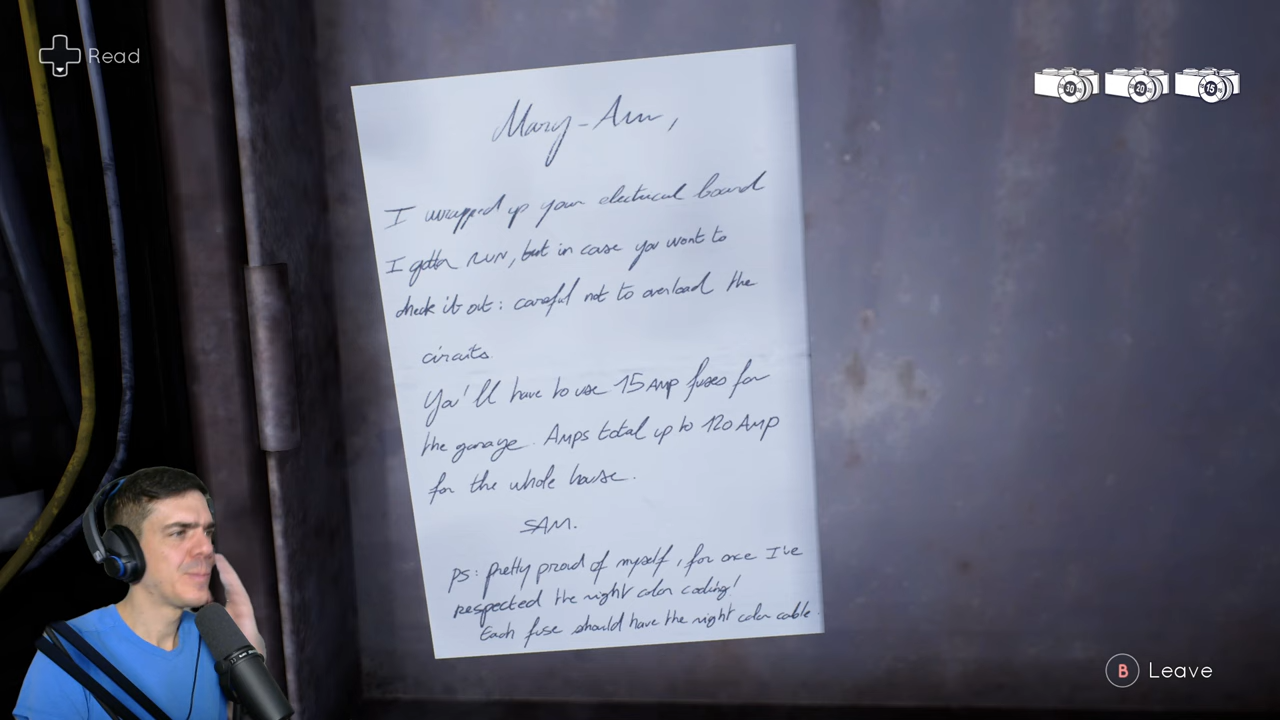 Read
30
20
15
Mary-Ann,
I wrapped up your electrical board
I gotta RUN, but in case you want to
check it out : careful not to overload the
circuits.
You'll have to use 15 AMP fuses for
the garage. Amps total up to 120 AMP
for the whole house.
SAM.
PS: pretty proud of myself, for once I've
respected the right color coding!
Each fuse should have the right color cable
B Leave